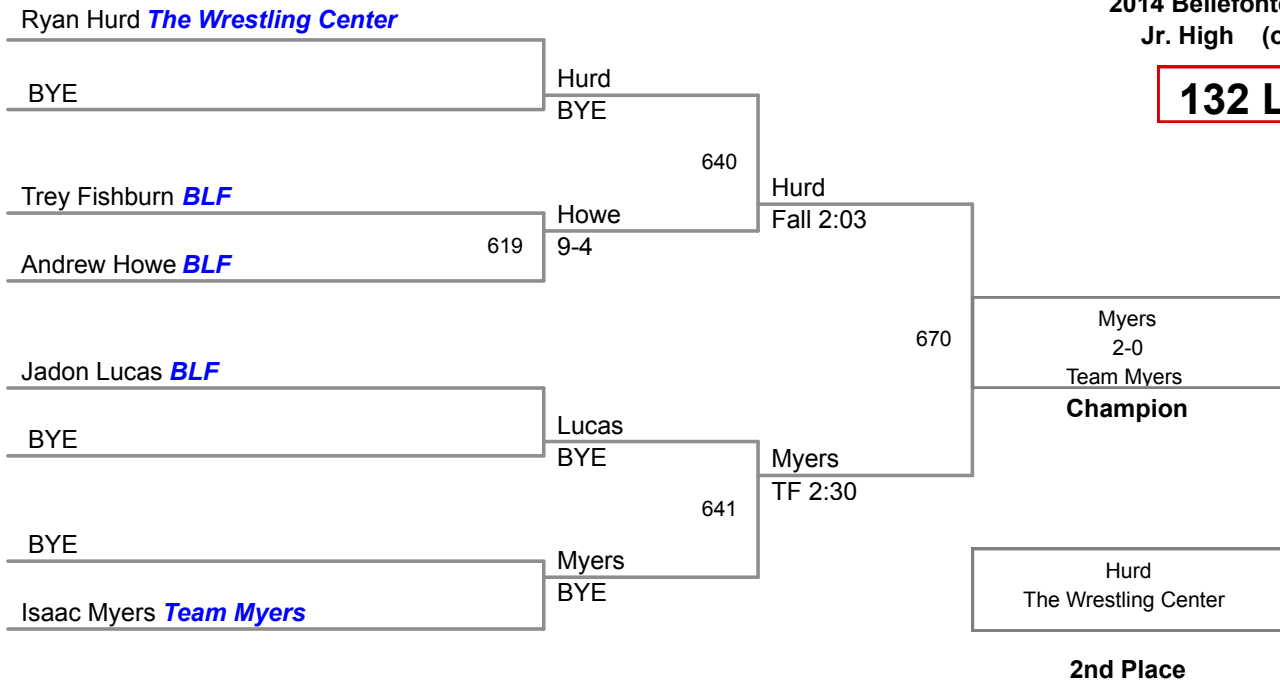 Ryan Hurd The Wrestling Center
2014 Bellefonte
Jr. High
132
BYE
Hurd
BYE
640
Trey Fishburn BLF
Howe
9-4
619
Andrew Howe BLF
Hurd
Fall 2:03
670
Myers
2-0
Team Myers
Champion
Jadon Lucas BLF
BYE
Lucas
BYE
Myers
TF 2:30
641
BYE
Myers
BYE
Isaac Myers Team Myers
Hurd
The Wrestling Center
2nd Place